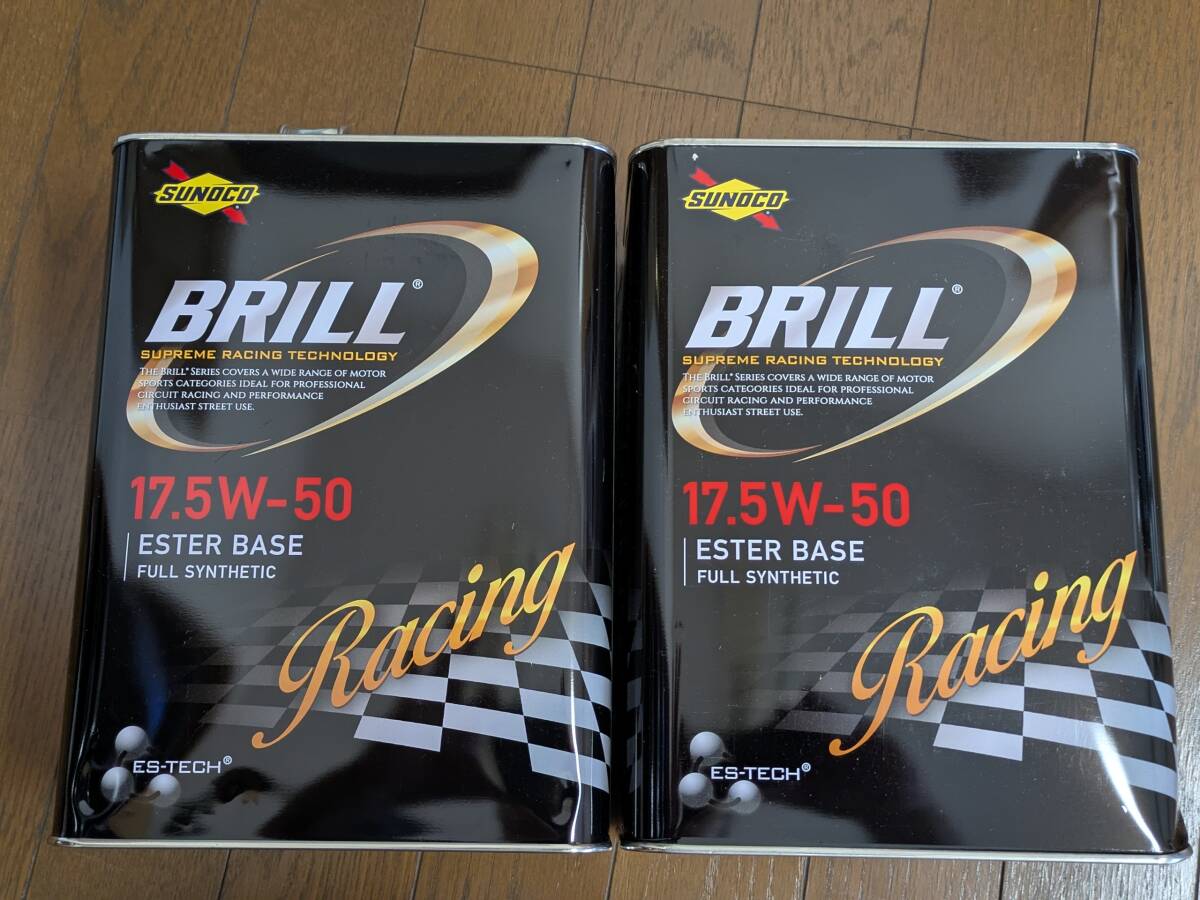 SUNOCO
BRILL®
SUPREME RACING TECHNOLOGY
THE BRILL® SERIES COVERS A WIDE RANGE OF MOTOR
SPORTS CATEGORIES IDEAL FOR PROFESSIONAL
CIRCUIT RACING AND PERFORMANCE
ENTHUSIAST STREET USE.
17.5W-50
ESTER BASE
FULL SYNTHETIC
Racing
ES-TECH®
SUNOCO
BRILL®
SUPREME RACING TECHNOLOGY
THE BRILL® SERIES COVERS A WIDE RANGE OF MOTOR
SPORTS CATEGORIES IDEAL FOR PROFESSIONAL
CIRCUIT RACING AND PERFORMANCE
ENTHUSIAST STREET USE.
17.5W-50
ESTER BASE
FULL SYNTHETIC
Racing
ES-TECH®